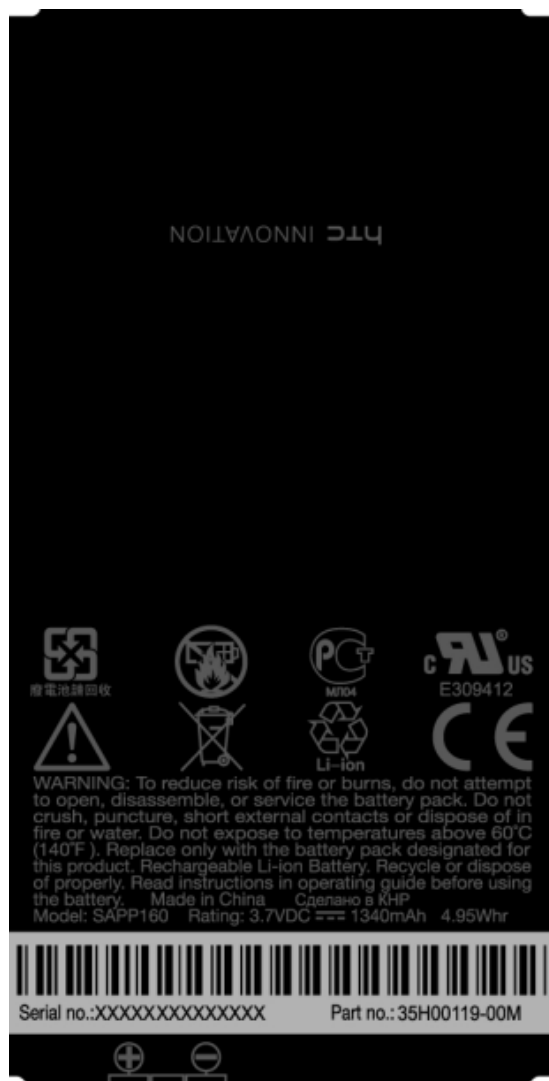 hTC INNOVATION
廢電池請回收
МЛ04
C US
E309412
Li-ion
CE
WARNING: To reduce risk of fire or burns, do not attempt
to open, disassemble, or service the battery pack. Do not
crush, puncture, short external contacts or dispose of in
fire or water. Do not expose to temperatures above 60°C
(140°F ). Replace only with the battery pack designated for
this product. Rechargeable Li-ion Battery. Recycle or dispose
of properly. Read instructions in operating guide before using
the battery. Made in China Сделано в КНР
Model: SAPP160 Rating: 3.7VDC 1340mAh 4.95Whr
Serial no.:XXXXXXXXXXXXXX Part no.: 35H00119-00M